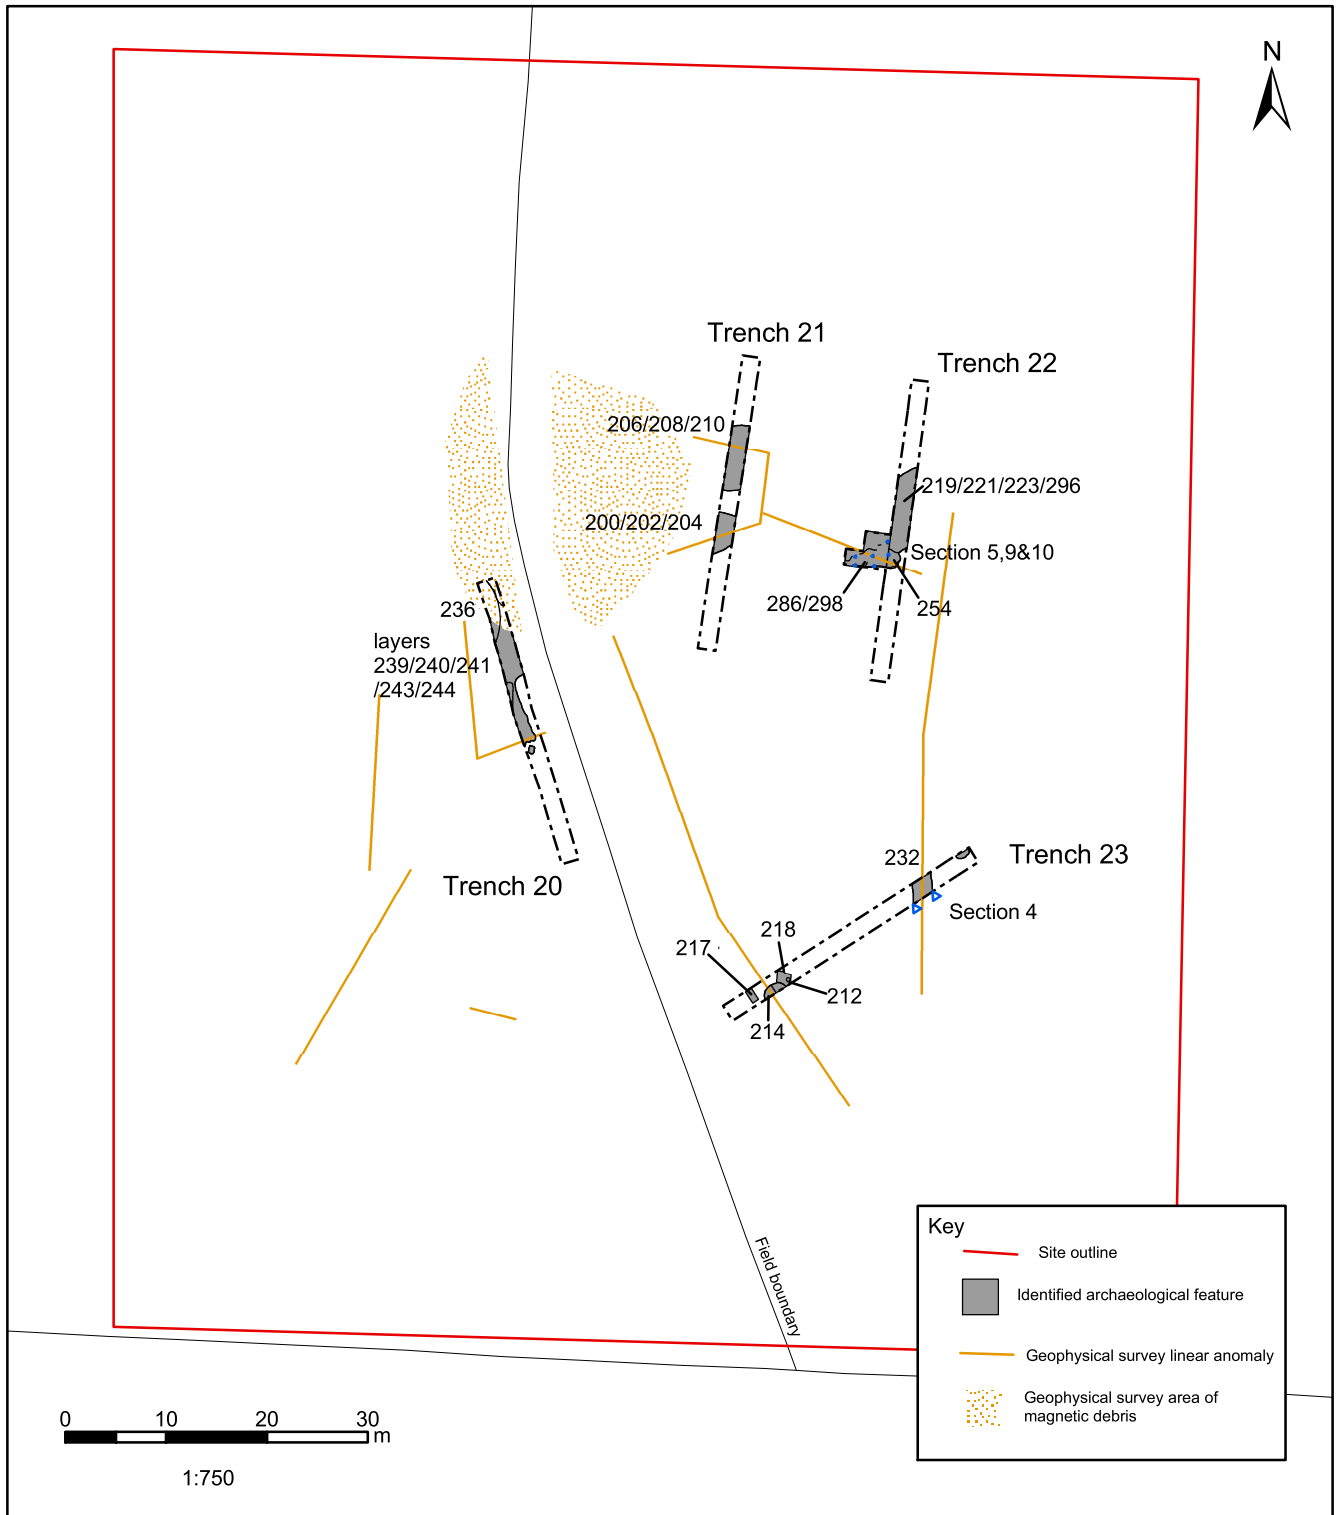 N
Trench 21
Trench 22
206/208/210
219/221/223/296
200/202/204
Section 5,9&10
286/298
254
236
layers
239/240/241
/243/244
232
Trench 23
Trench 20
Section 4
218
217
212
214
Field boundary
Key
Site outline
Identified archaeological feature
Geophysical survey linear anomaly
Geophysical survey area of
magnetic debris
0 10 20 30
m
1:750